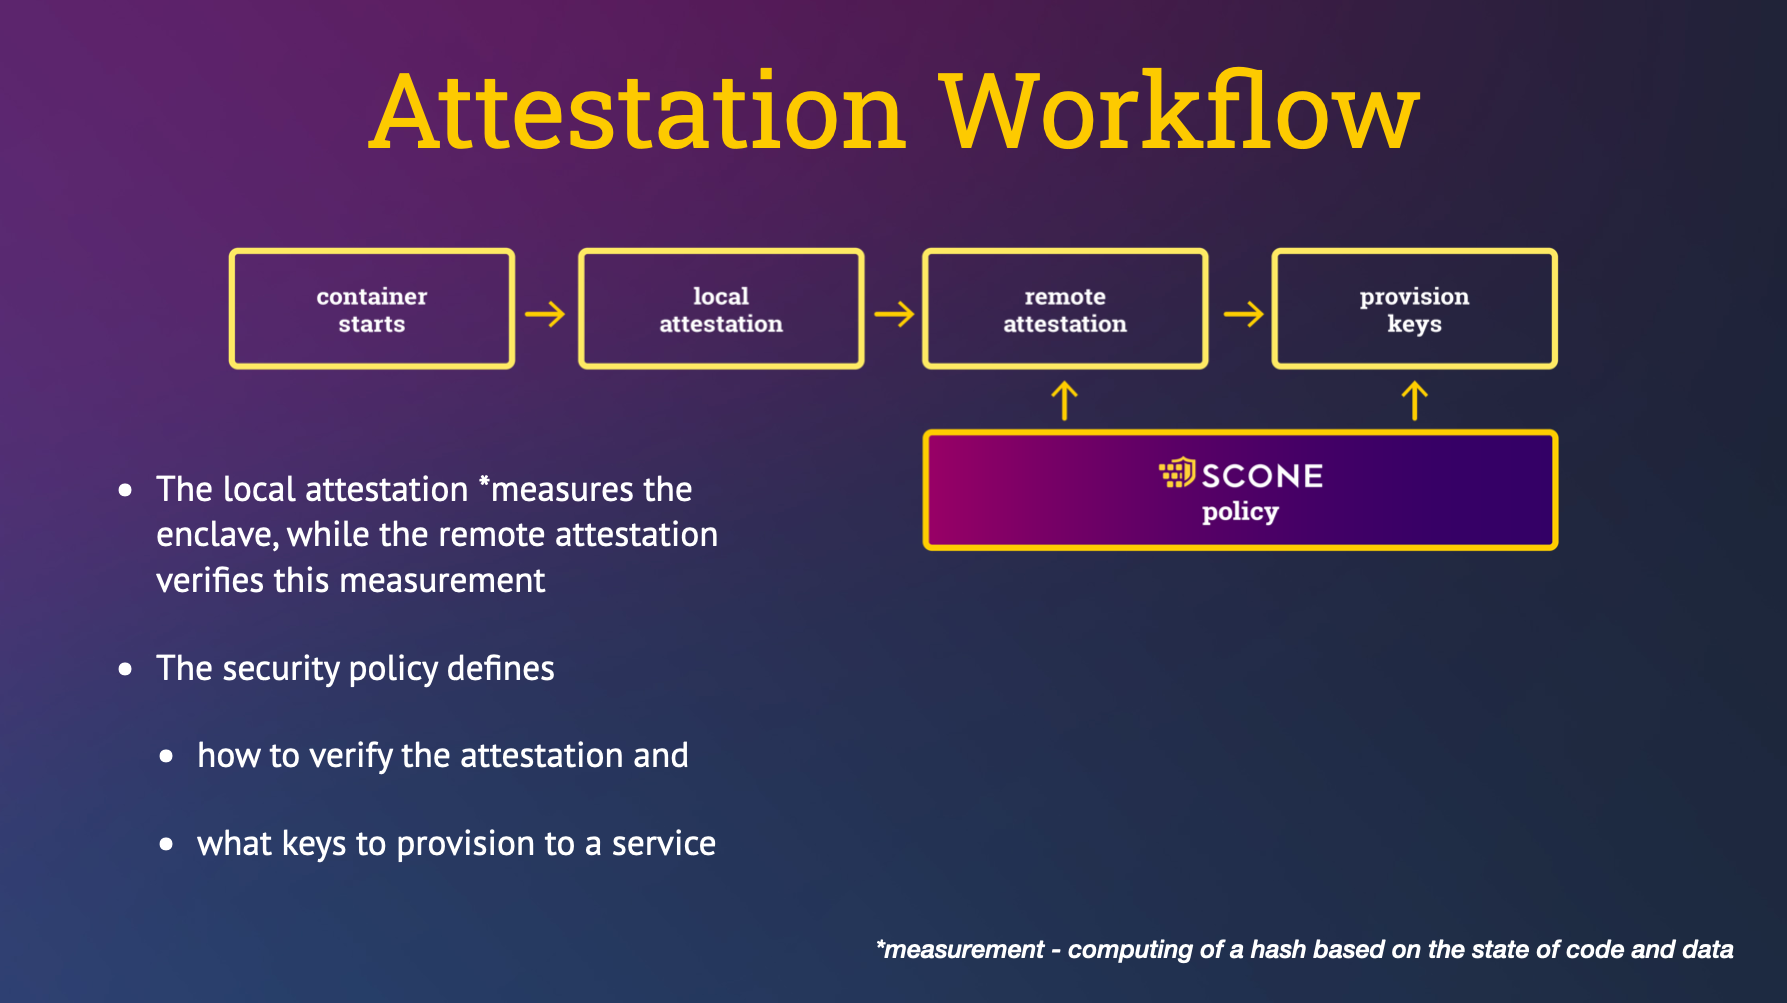 Attestation Workflow
container
starts
local
attestation
remote
attestation
provision
keys
SCONE
policy
• The local attestation *measures the
enclave, while the remote attestation
verifies this measurement
• The security policy defines
• how to verify the attestation and
• what keys to provision to a service
*measurement - computing of a hash based on the state of code and data